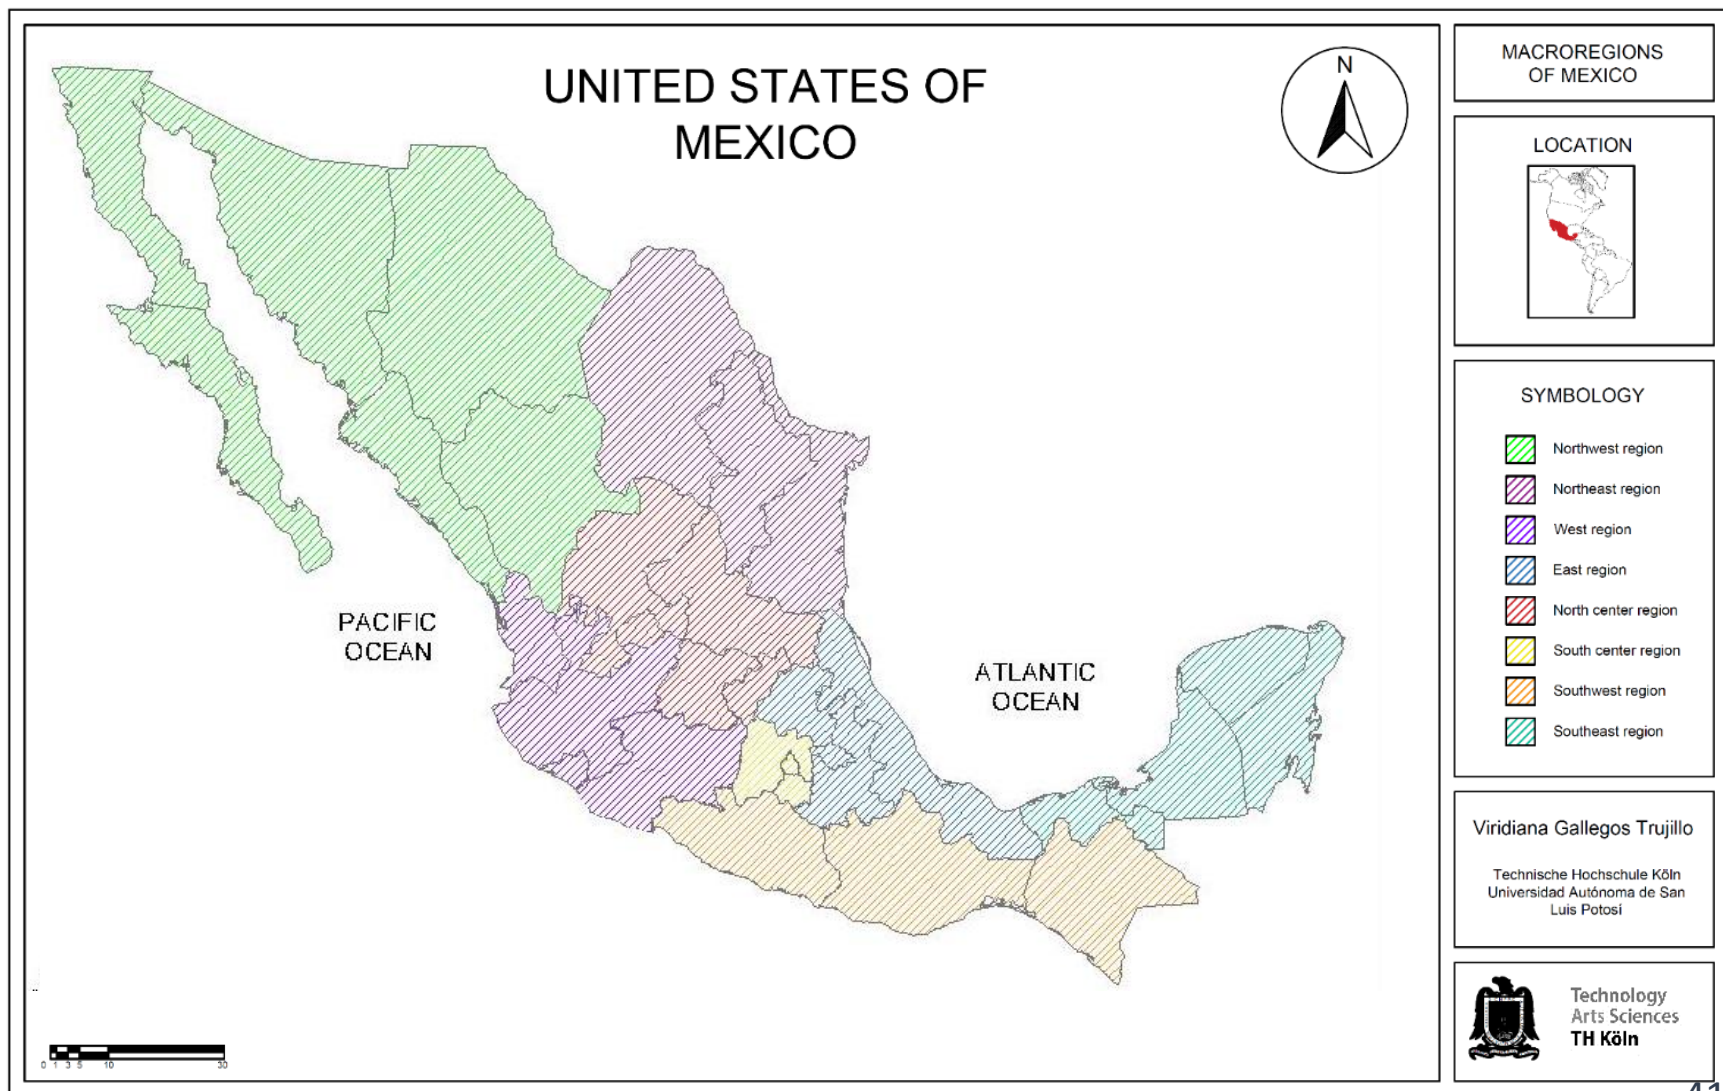 UNITED STATES OF
MEXICO
N
PACIFIC
OCEAN
ATLANTIC
OCEAN
0 1 3 5 10 30
MACROREGIONS
OF MEXICO
LOCATION
SYMBOLOGY
Northwest region
Northeast region
West region
East region
North center region
South center region
Southwest region
Southeast region
Viridiana Gallegos Trujillo
Technische Hochschule Köln
Universidad Autónoma de San
Luis Potosí
Technology
Arts Sciences
TH Köln
41